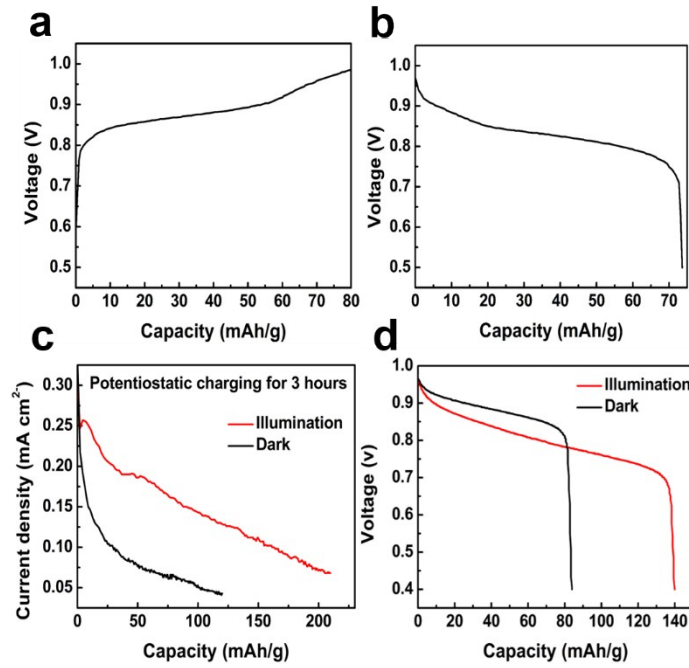 a
1.0
0.9
0.8
0.7
0.6
0.5
Voltage (V)
0 10 20 30 40 50 60 70 80
Capacity (mAh/g)
b
1.0
0.9
0.8
0.7
0.6
0.5
Voltage (V)
0 10 20 30 40 50 60 70
Capacity (mAh/g)
c
Potentiostatic charging for 3 hours
Illumination
Dark
0.30
0.25
0.20
0.15
0.10
0.05
Current density (mA cm⁻²)
0 50 100 150 200
Capacity (mAh/g)
d
Illumination
Dark
1.0
0.9
0.8
0.7
0.6
0.5
0.4
Voltage (v)
0 20 40 60 80 100 120 140
Capacity (mAh/g)